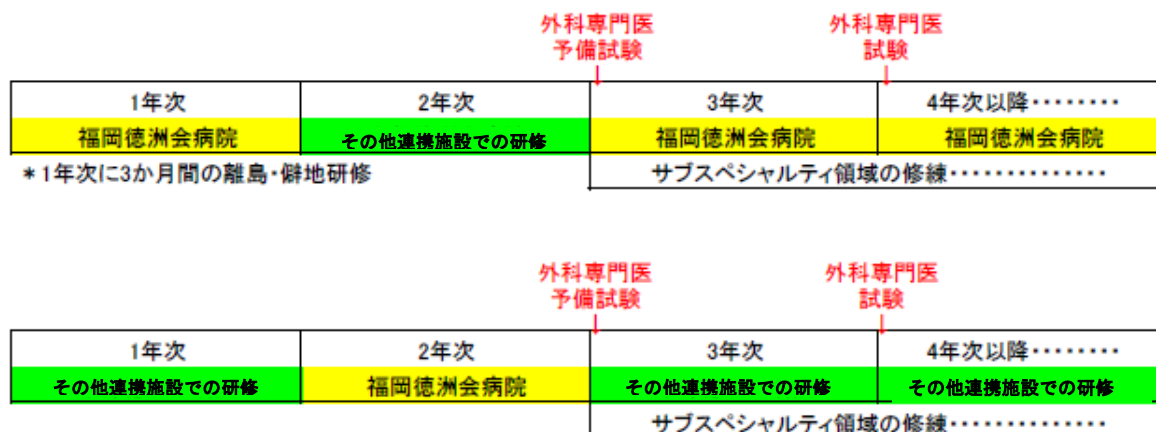 外科専門医 外科専門医
予備試験 試験
↓ ↓
1年次 2年次 3年次 4年次以降・・・・・・・・
福岡徳洲会病院 その他連携施設での研修 福岡徳洲会病院 福岡徳洲会病院
*1年次に3か月間の離島・僻地研修 サブスペシャルティ領域の修練・・・・・・・・・・・・・・
外科専門医 外科専門医
予備試験 試験
↓ ↓
1年次 2年次 3年次 4年次以降・・・・・・・・
その他連携施設での研修 福岡徳洲会病院 その他連携施設での研修 その他連携施設での研修
サブスペシャルティ領域の修練・・・・・・・・・・・・・・